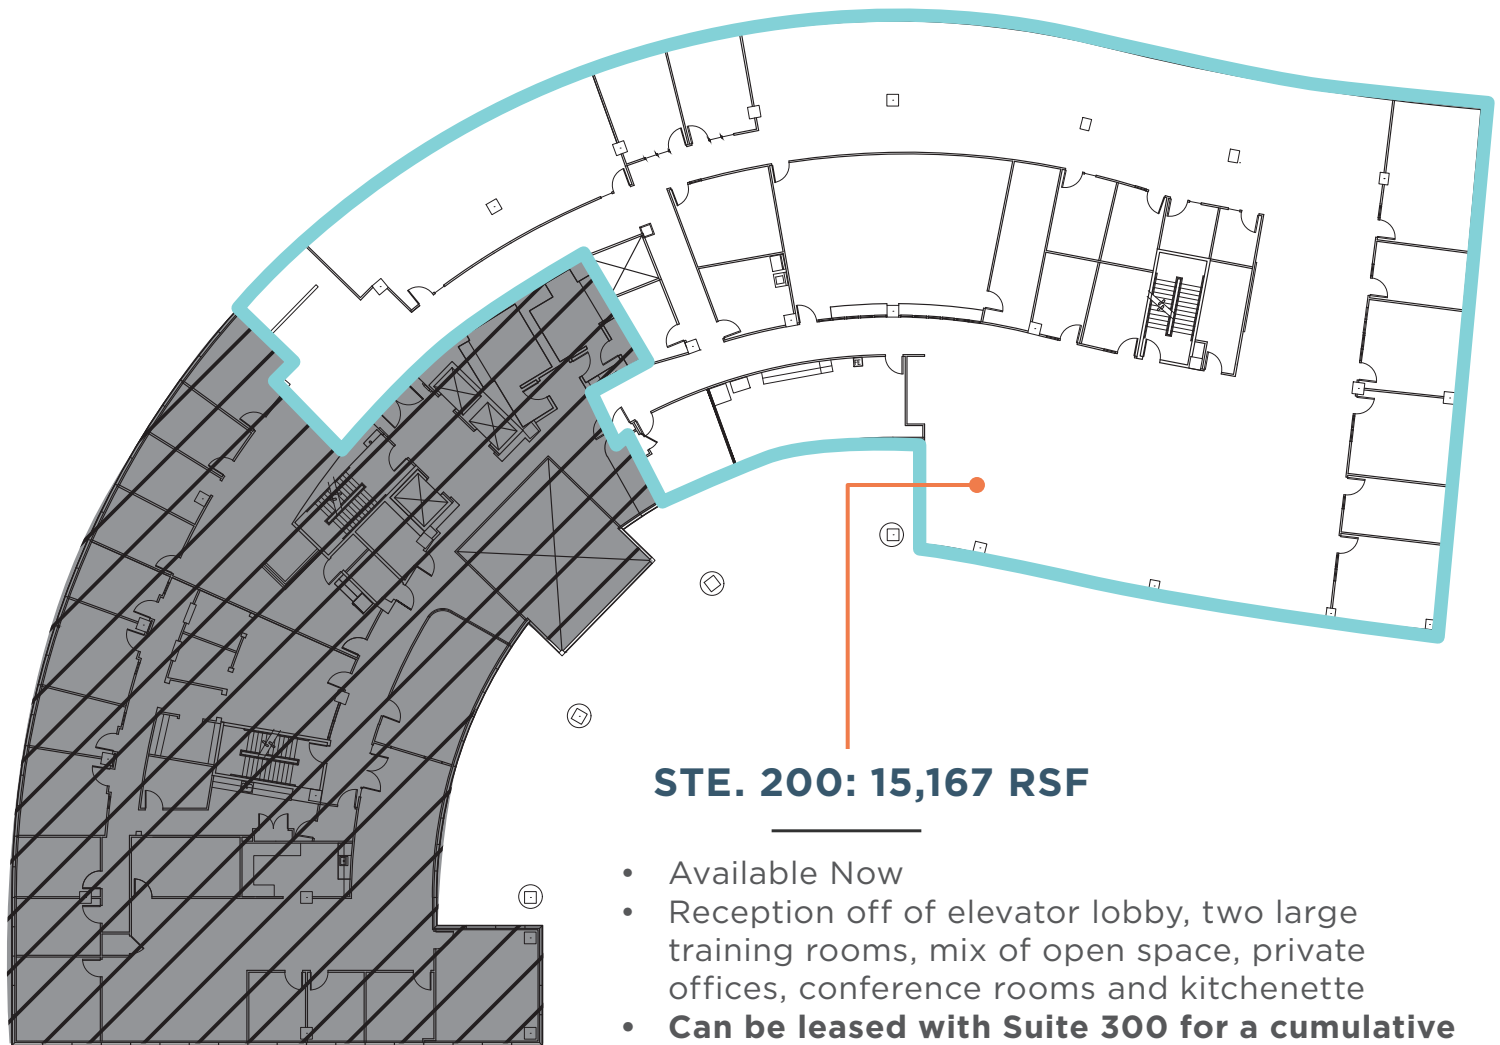 STE. 200: 15,167 RSF
• Available Now
• Reception off of elevator lobby, two large
training rooms, mix of open space, private
offices, conference rooms and kitchenette
• Can be leased with Suite 300 for a cumulative